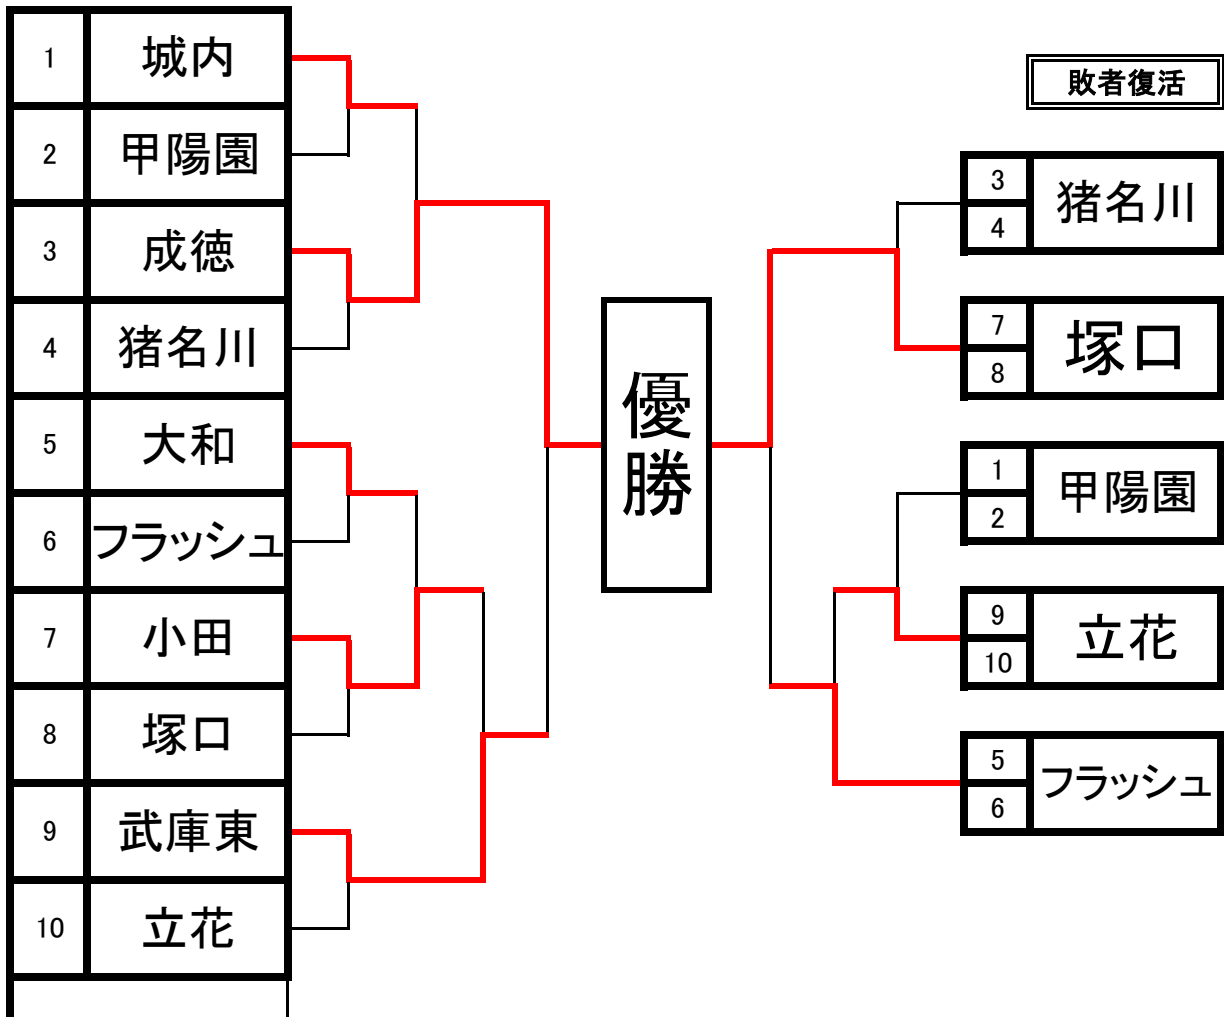 1 城内
2 甲陽園
3 成徳
4 猪名川
5 大和
6 フラッシュ
7 小田
8 塚口
9 武庫東
10 立花
優勝
敗者復活
3 4 猪名川
7 8 塚口
1 2 甲陽園
9 10 立花
5 6 フラッシュ